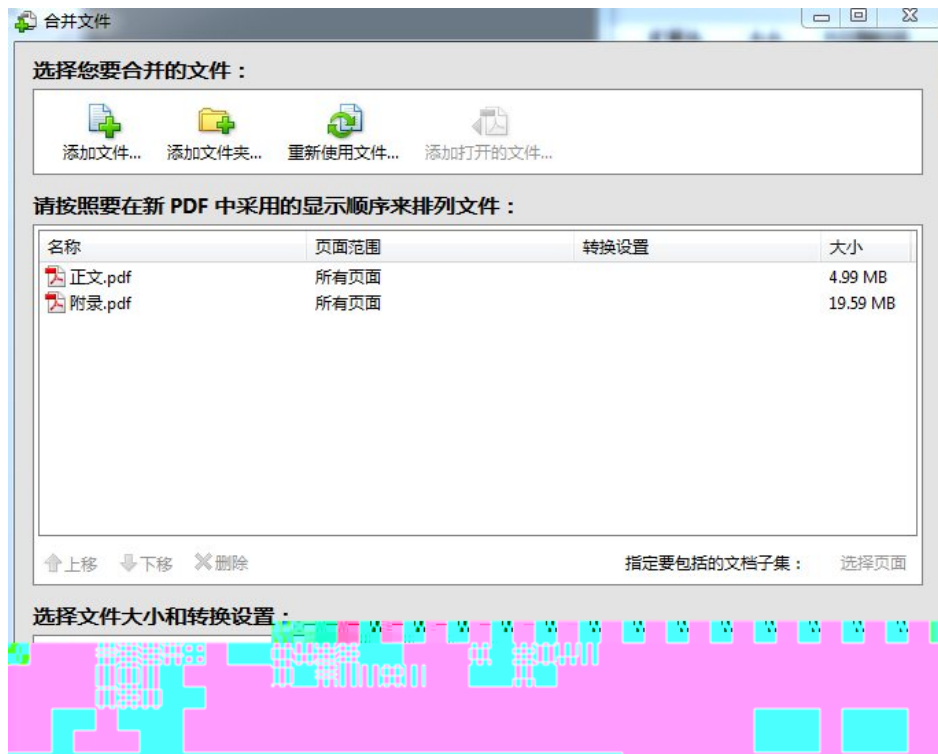 合并文件
选择您要合并的文件：
添加文件... 添加文件夹... 重新使用文件... 添加打开的文件...
请按照要在新 PDF 中采用的显示顺序来排列文件：
名称 页面范围 转换设置 大小
正文.pdf 所有页面 4.99 MB
附录.pdf 所有页面 19.59 MB
上移 下移 删除 指定要包括的文档子集： 选择页面
选择文件大小和转换设置：